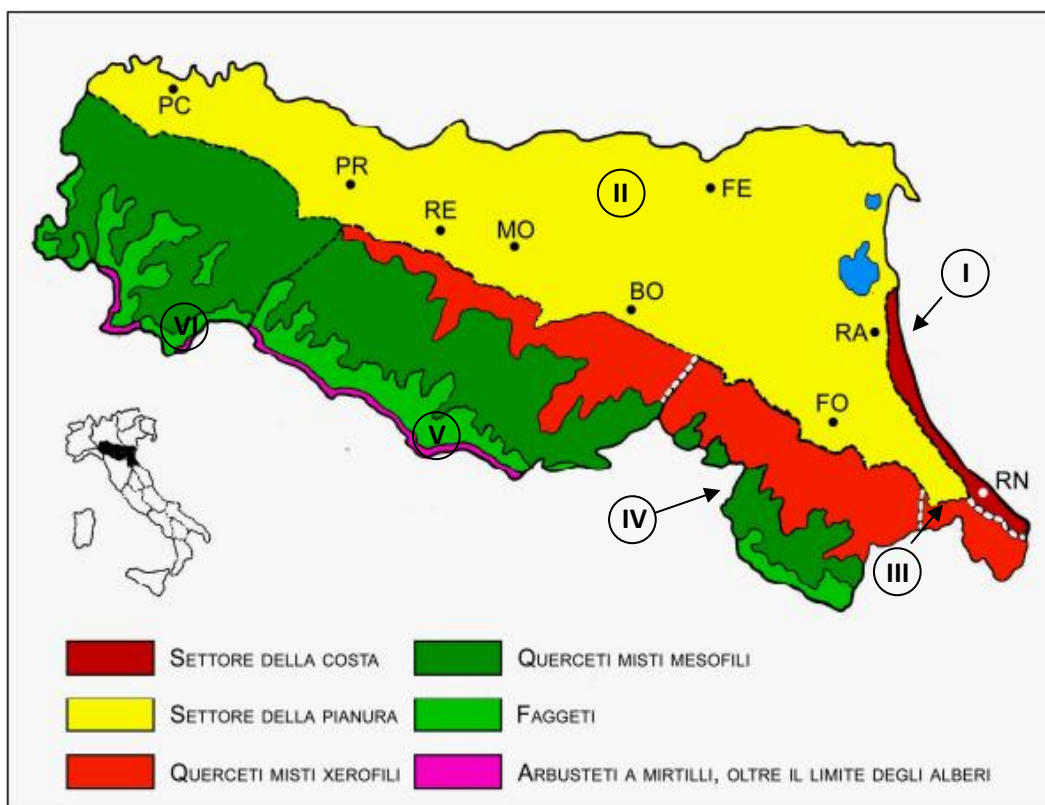 PC
PR
RE
MO
II
FE
BO
I
RA
VI
FO
V
RN
IV
III
SETTORE DELLA COSTA
QUERCETI MISTI MESOFILI
SETTORE DELLA PIANURA
FAGGETI
QUERCETI MISTI XEROFILI
ARBUSTETI A MIRTILLI, OLTRE IL LIMITE DEGLI ALBERI